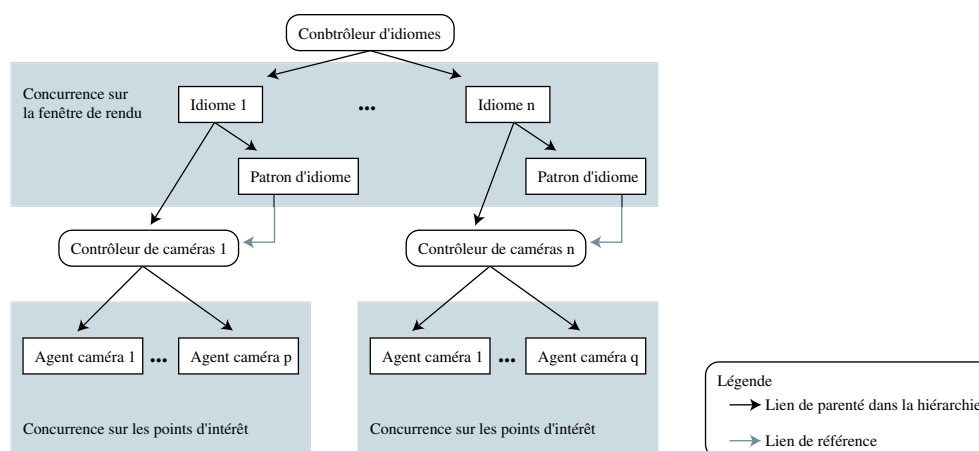 Conbtrôleur d'idiomes
Concurrence sur
la fenêtre de rendu
Idiome 1
...
Idiome n
Patron d'idiome
Patron d'idiome
Contrôleur de caméras 1
Contrôleur de caméras n
Agent caméra 1
...
Agent caméra p
Agent caméra 1
...
Agent caméra q
Concurrence sur les points d'intérêt
Concurrence sur les points d'intérêt
Légende
Lien de parenté dans la hiérarchie
Lien de référence